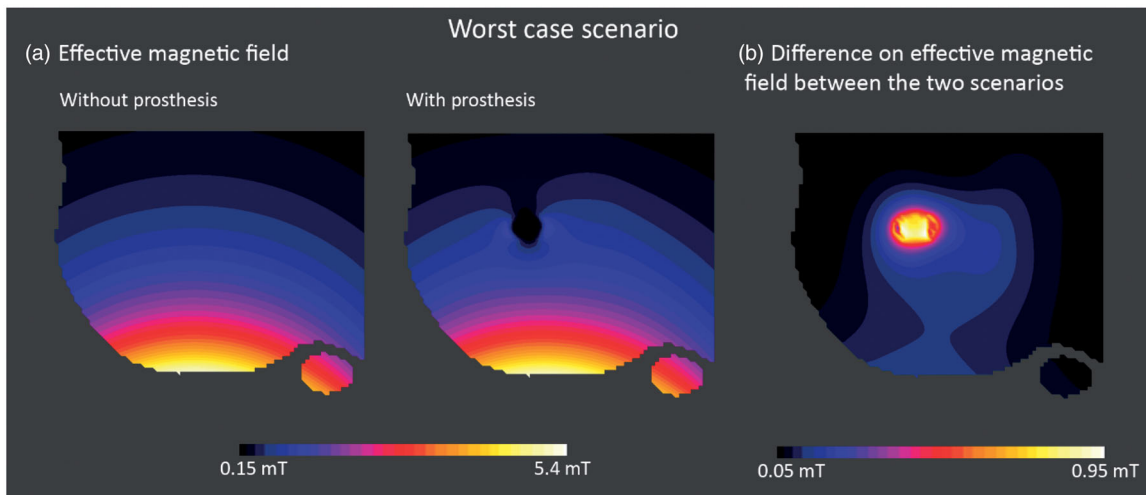 Worst case scenario
(a) Effective magnetic field
Without prosthesis
With prosthesis
0.15 mT
5.4 mT
(b) Difference on effective magnetic
field between the two scenarios
0.05 mT
0.95 mT